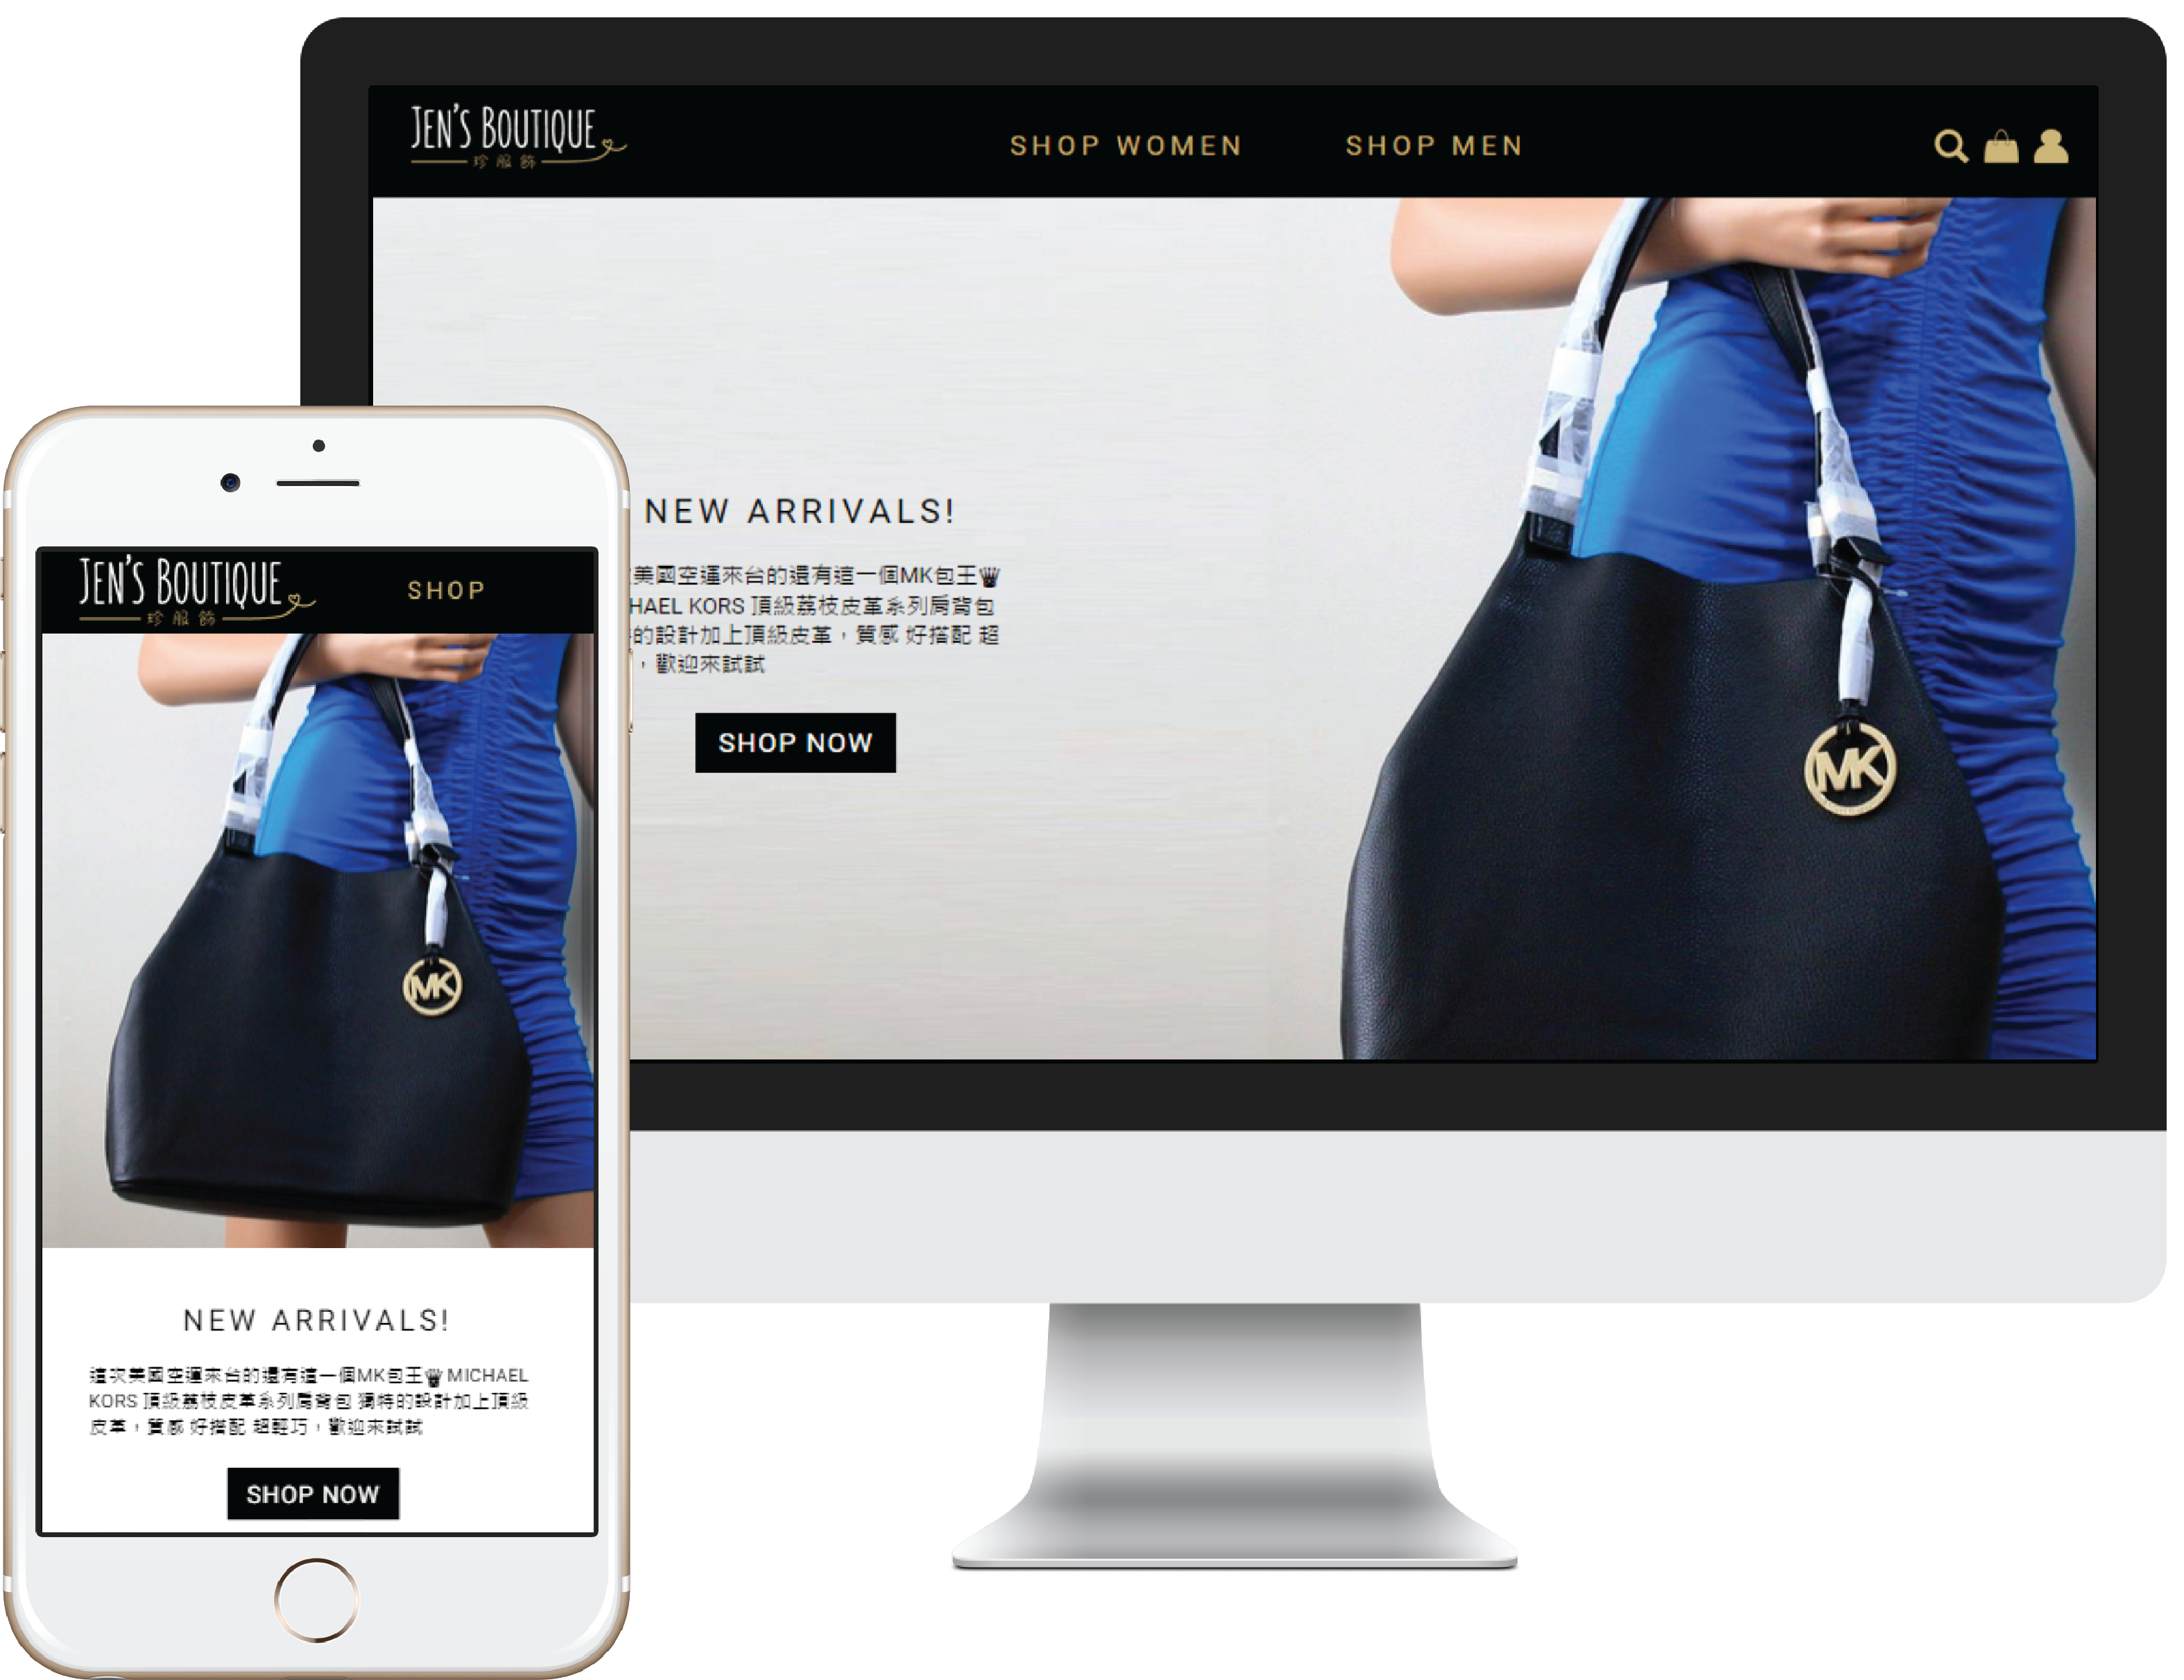 JEN'S BOUTIQUE
珍服飾
SHOP WOMEN
SHOP MEN
NEW ARRIVALS!
美國空運來台的還有這一個MK包王
HAEL KORS 頂級荔枝皮革系列肩背包
的設計加上頂級皮革，質感 好搭配 超
，歡迎來試試
SHOP NOW
MK
JEN'S BOUTIQUE
珍服飾
SHOP
MK
NEW ARRIVALS!
這次美國空運來台的還有這一個MK包王 MICHAEL
KORS 頂級荔枝皮革系列肩背包 獨特的設計加上頂級
皮革，質感 好搭配 超輕巧，歡迎來試試
SHOP NOW